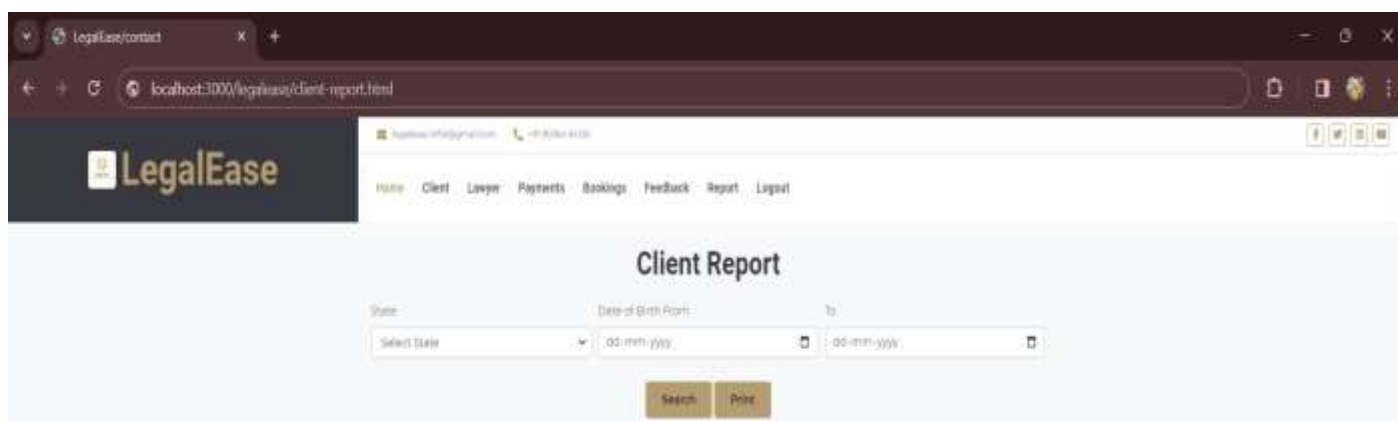 LegalEase/contact
localhost:3000/legalease/client-report.html
LegalEase
Home Client Lawyer Payments Bookings Feedback Report Logout
Client Report
State Date of Birth From To
Select State dd-mm-yyyy dd-mm-yyyy
Search Print